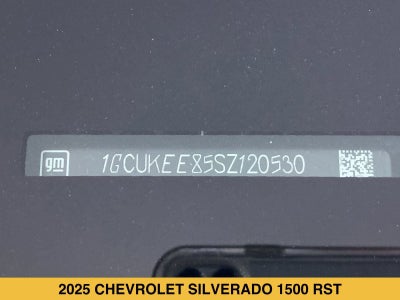 gm 1GCUKEE85SZ120530
2025 CHEVROLET SILVERADO 1500 RST